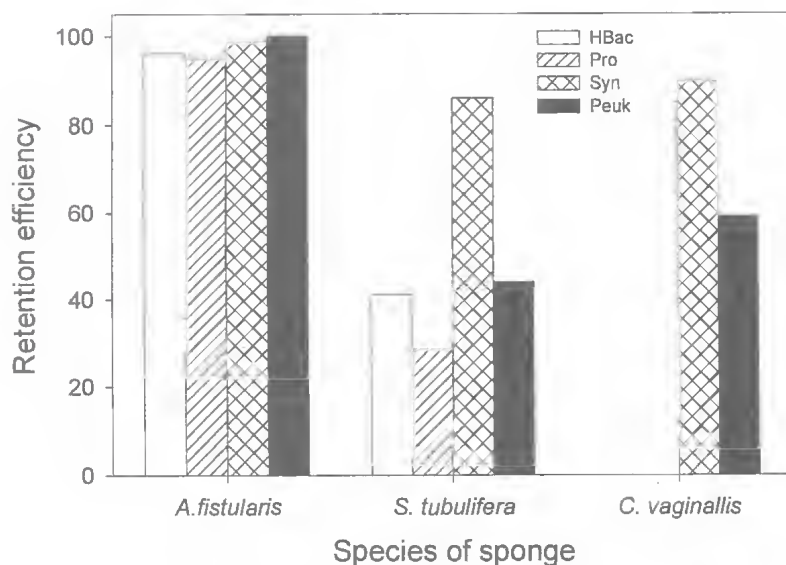 100
80
60
40
20
0
Retention efficiency
HBac
Pro
Syn
Peuk
A.fistularis S. tubulifera C. vaginallis
Species of sponge